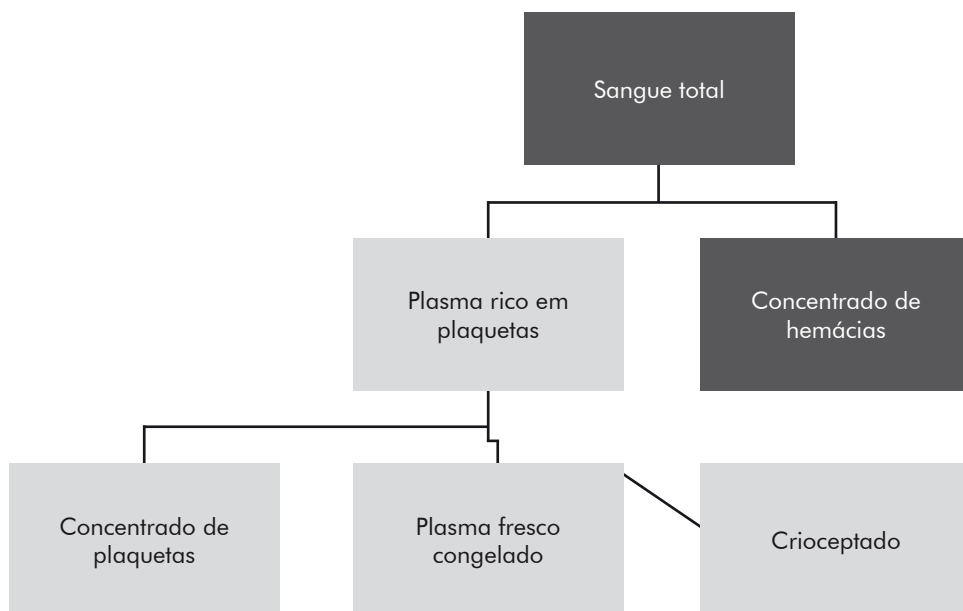 Sangue total
Plasma rico em
plaquetas
Concentrado de
hemácias
Concentrado de
plaquetas
Plasma fresco
congelado
Crioceptado